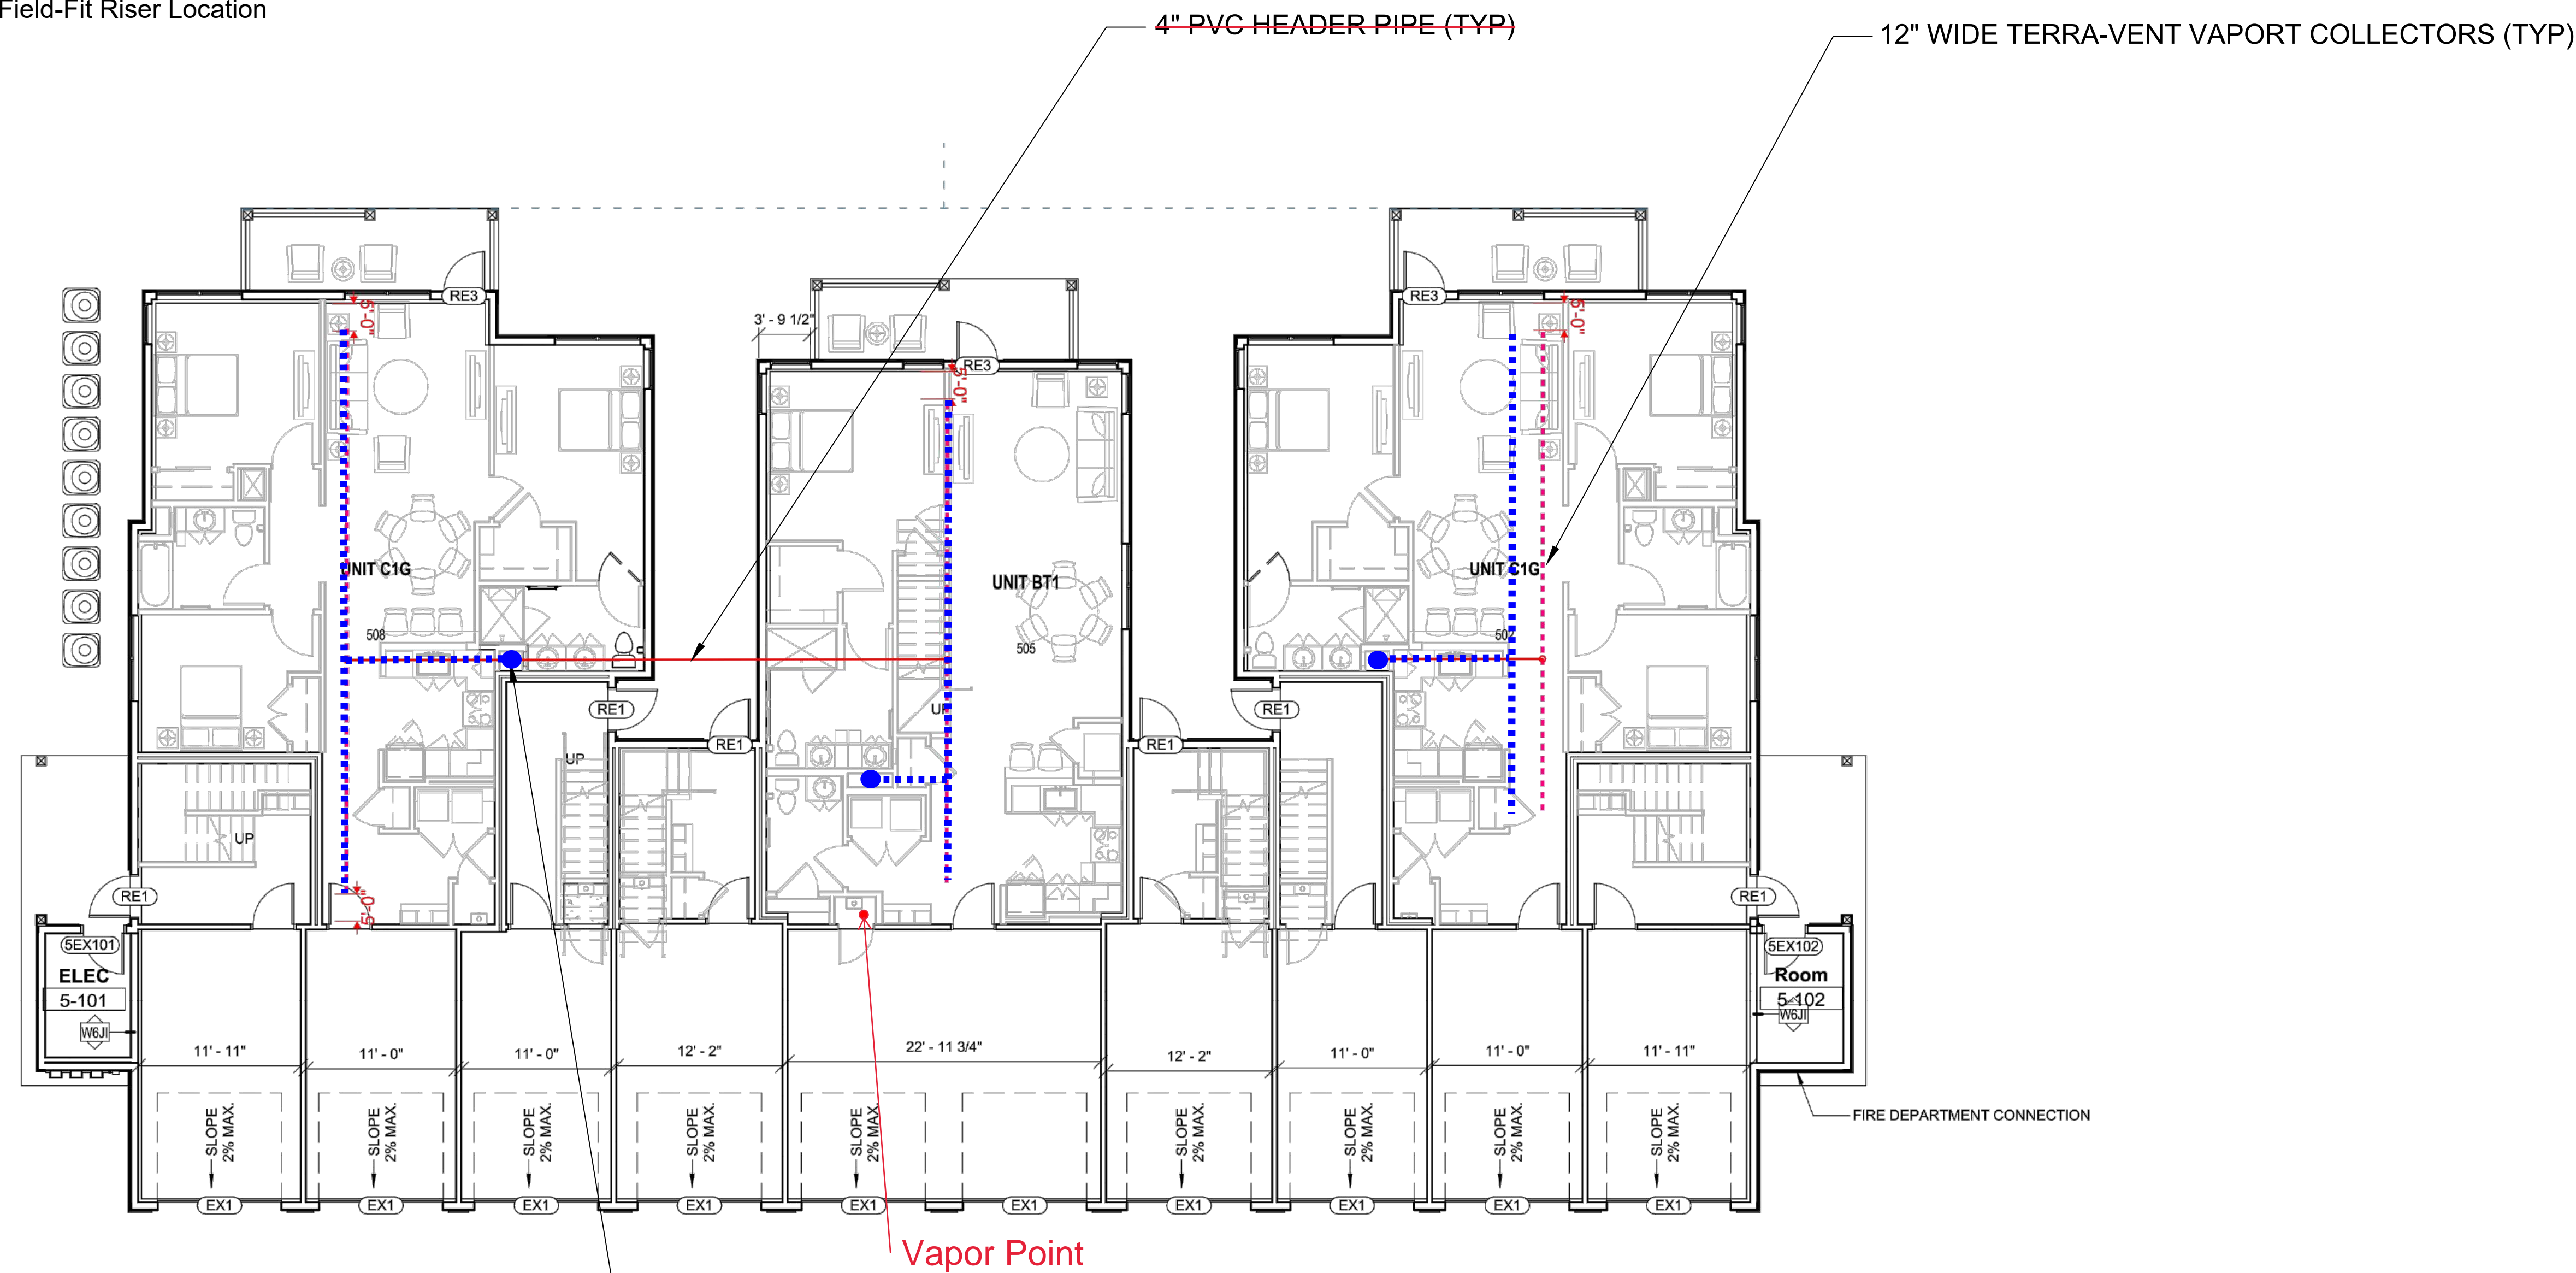 Field-Fit Riser Location
4" PVC HEADER PIPE (TYP)
12" WIDE TERRA-VENT VAPORT COLLECTORS (TYP)
RE3
5'-0"
3' - 9 1/2"
RE3
5'-0"
RE3
5'-0"
UNIT C1G
508
UNIT BT1
505
UNIT C1G
502
UP
RE1
RE1
UP
RE1
RE1
UP
RE1
5'-0"
RE1
5EX101
ELEC
5-101
W6JI
5EX102
Room
5-102
W6JI
11' - 11"
11' - 0"
11' - 0"
12' - 2"
22' - 11 3/4"
12' - 2"
11' - 0"
11' - 0"
11' - 11"
SLOPE
2% MAX.
SLOPE
2% MAX.
SLOPE
2% MAX.
SLOPE
2% MAX.
SLOPE
2% MAX.
SLOPE
2% MAX.
SLOPE
2% MAX.
SLOPE
2% MAX.
SLOPE
2% MAX.
FIRE DEPARTMENT CONNECTION
EX1
EX1
EX1
EX1
EX1
EX1
EX1
EX1
EX1
EX1
Vapor Point